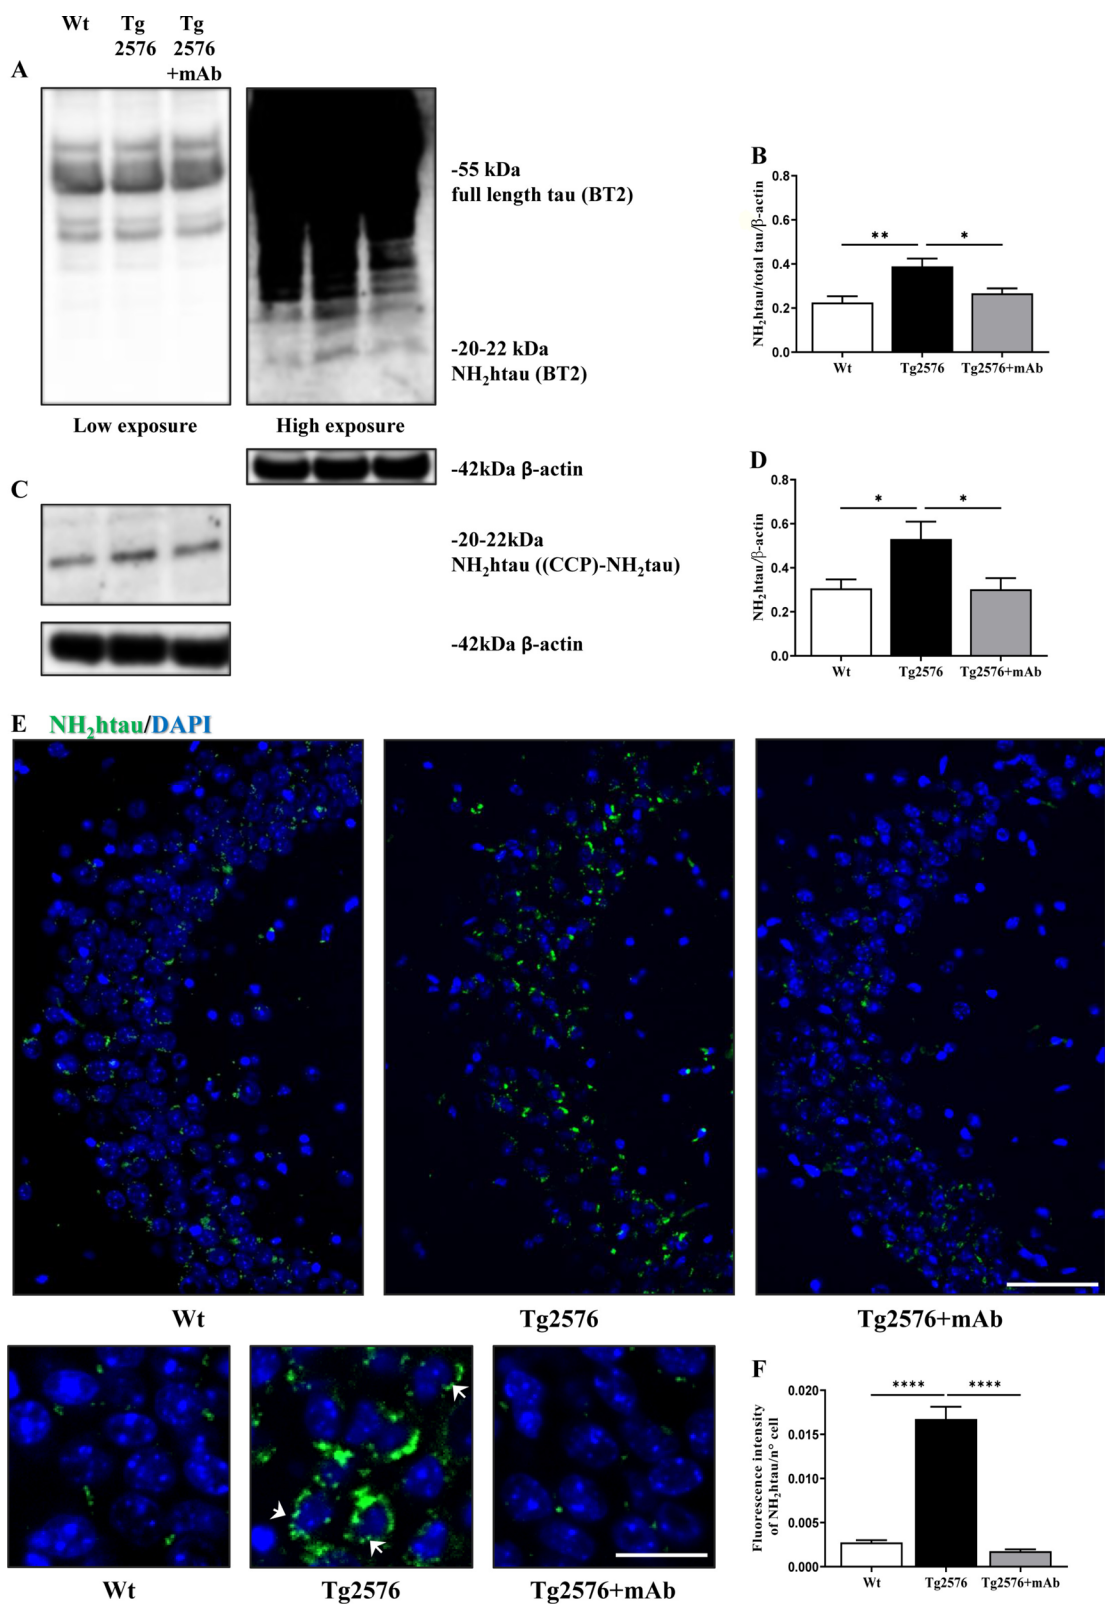 Wt
Tg
2576
Tg
2576
+mAb
A
-55 kDa
full length tau (BT2)
-20-22 kDa
NH₂htau (BT2)
Low exposure
High exposure
-42kDa β-actin
B
NH₂htau/total tau/β-actin
0.8
0.6
0.4
0.2
0.0
**
*
Wt
Tg2576
Tg2576+mAb
C
-20-22kDa
NH₂htau ((CCP)-NH₂tau)
-42kDa β-actin
D
NH₂htau/β-actin
0.8
0.6
0.4
0.2
0.0
*
*
Wt
Tg2576
Tg2576+mAb
E
NH₂htau/DAPI
Wt
Tg2576
Tg2576+mAb
Wt
Tg2576
Tg2576+mAb
F
Fluorescence intensity
of NH₂htau/n° cell
0.020
0.015
0.010
0.005
0.000
****
****
Wt
Tg2576
Tg2576+mAb